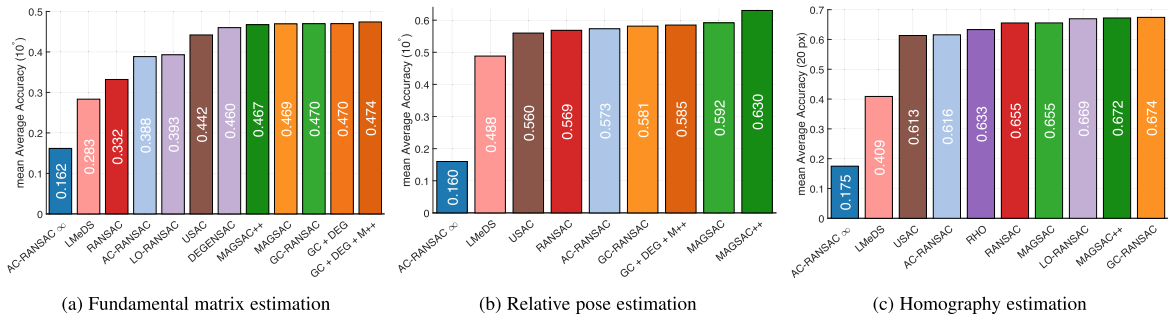 mean Average Accuracy (10°)
0.5
0.4
0.3
0.2
0.1
0
0.162
0.283
0.332
0.388
0.393
0.442
0.460
0.467
0.469
0.470
0.470
0.474
AC-RANSAC ∞
LMeDS
RANSAC
AC-RANSAC
LO-RANSAC
USAC
DEGENSAC
MAGSAC++
MAGSAC
GC-RANSAC
GC + DEG
GC + DEG + M++
(a) Fundamental matrix estimation
mean Average Accuracy (10°)
0.6
0.5
0.4
0.3
0.2
0.1
0
0.160
0.488
0.560
0.569
0.573
0.581
0.585
0.592
0.630
AC-RANSAC ∞
LMeDS
USAC
RANSAC
AC-RANSAC
GC-RANSAC
GC + DEG + M++
MAGSAC
MAGSAC++
(b) Relative pose estimation
mean Average Accuracy (20 px)
0.7
0.6
0.5
0.4
0.3
0.2
0.1
0
0.175
0.409
0.613
0.616
0.633
0.655
0.655
0.669
0.672
0.674
AC-RANSAC ∞
LMeDS
USAC
AC-RANSAC
RHO
RANSAC
MAGSAC
LO-RANSAC
MAGSAC++
GC-RANSAC
(c) Homography estimation